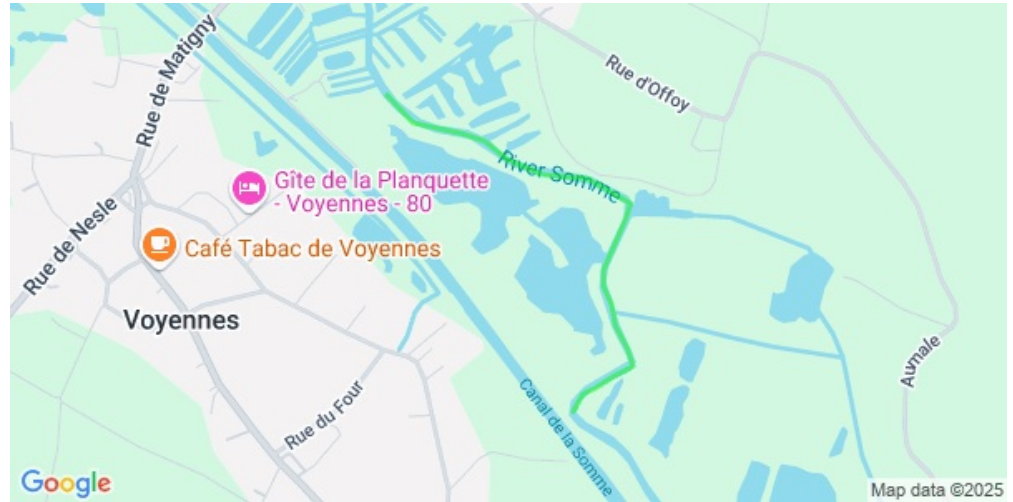 Rue de Matigny
Rue d'Offoy
River Somme
Gîte de la Planquette
- Voyennes - 80
Rue de Nesle
Café Tabac de Voyennes
Voyennes
Aumale
Canal de la Somme
Rue du Four
Google
Map data ©2025